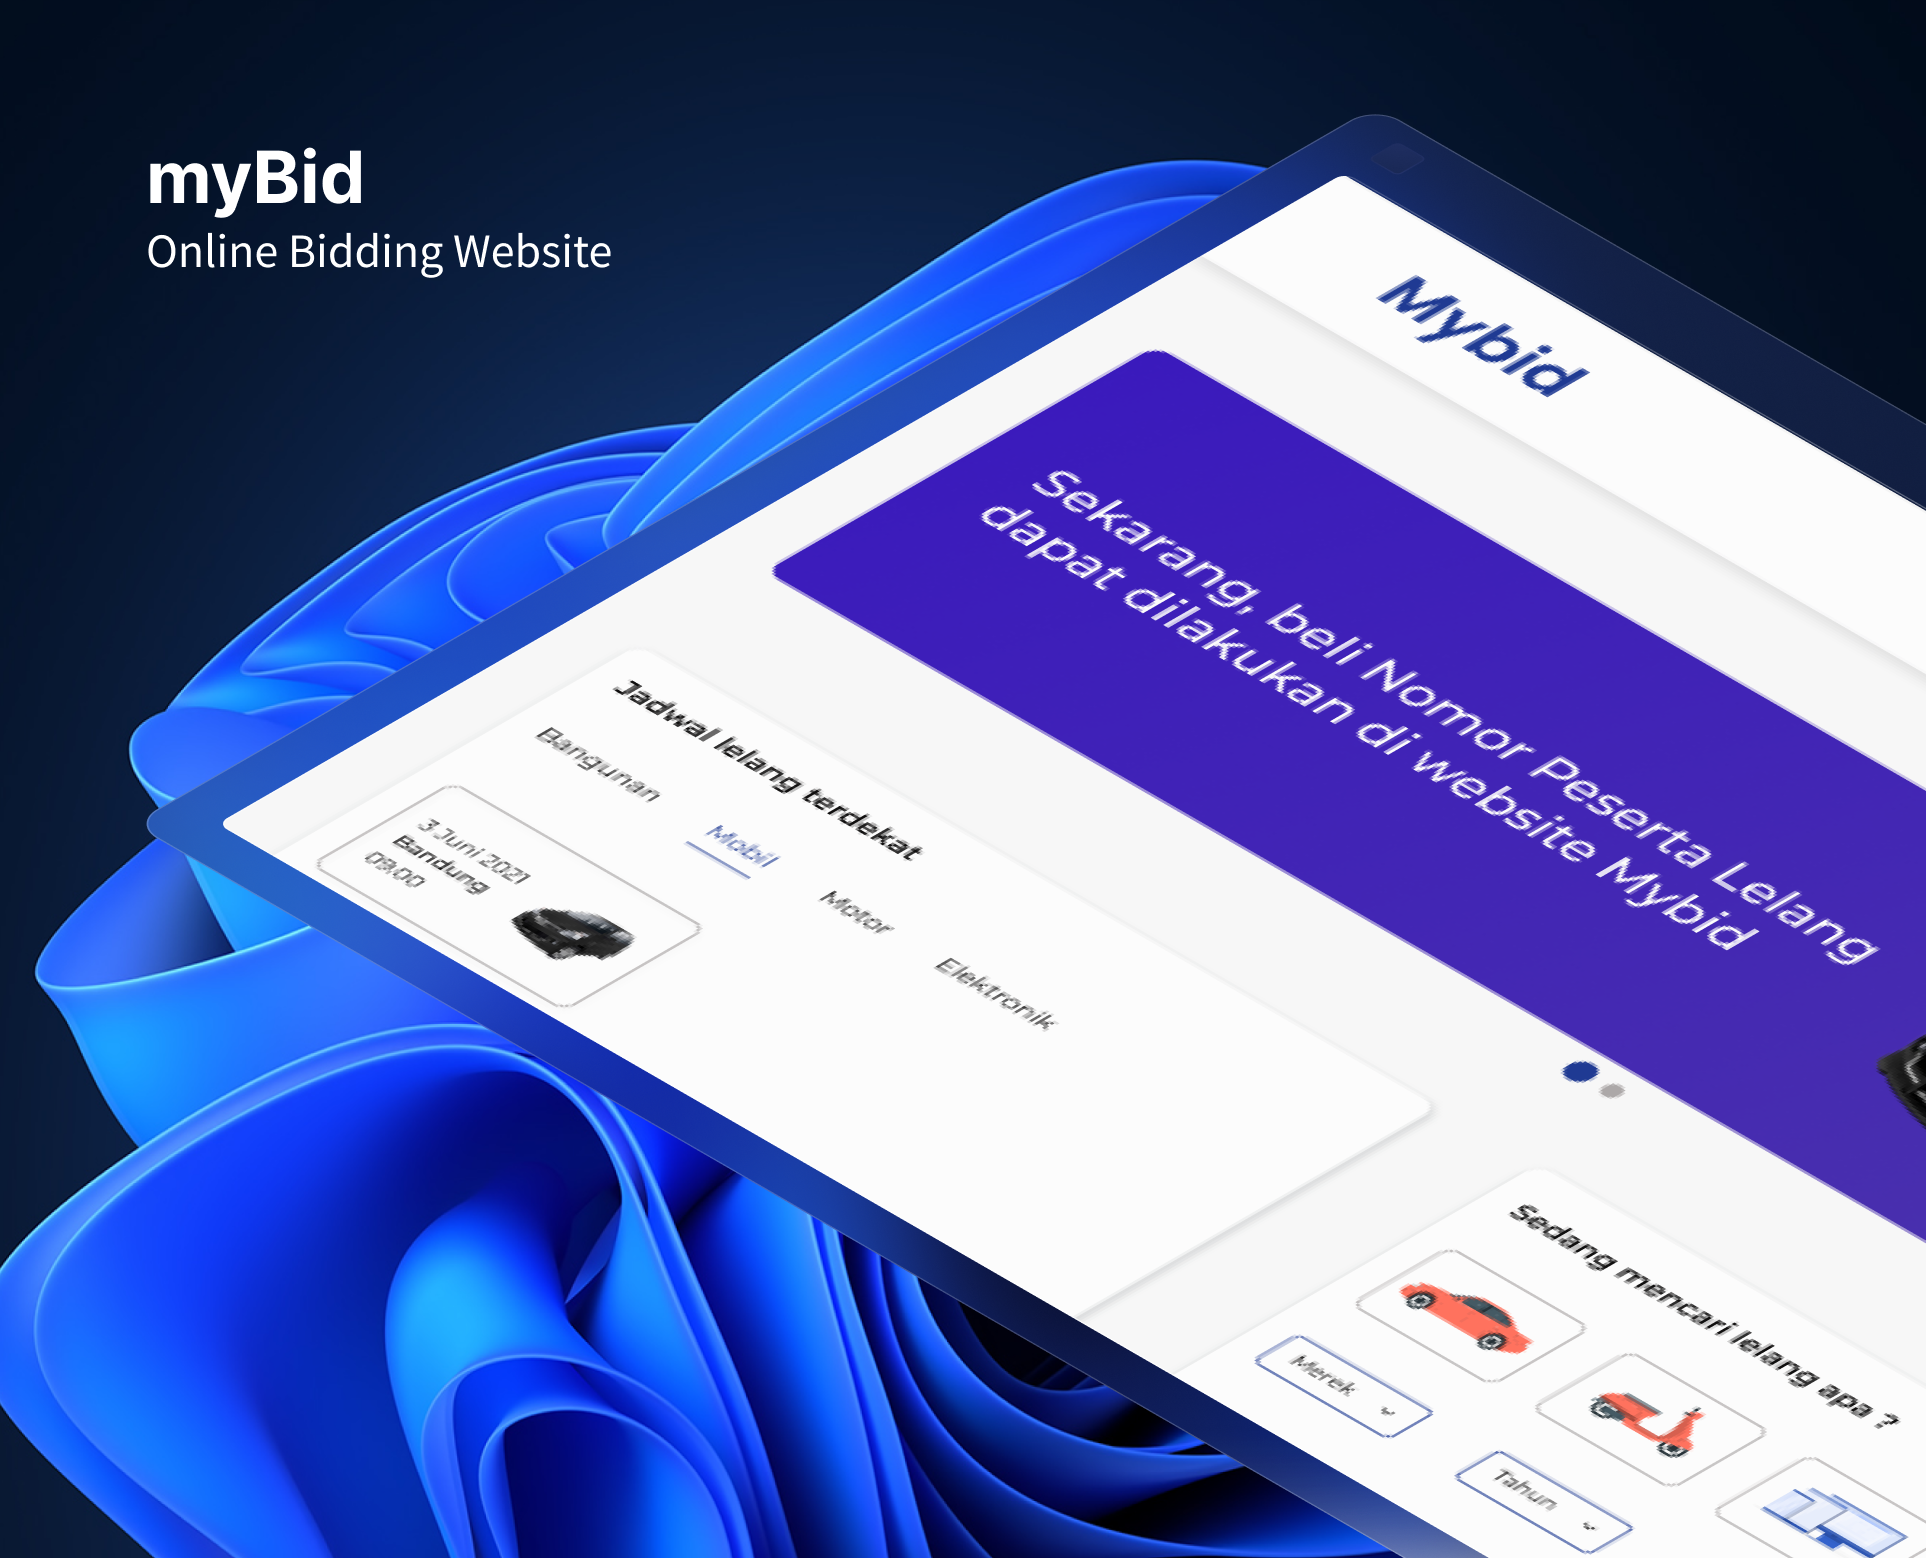 myBid
Online Bidding Website
Mybid
Sekarang, beli Nomor Peserta Lelang
dapat dilakukan di website Mybid
Jadwal lelang terdekat
Bangunan
Mobil
Motor
Elektronik
3 Juni 2021
Bandung
09:00
Sedang mencari lelang apa ?
Merek
Tahun